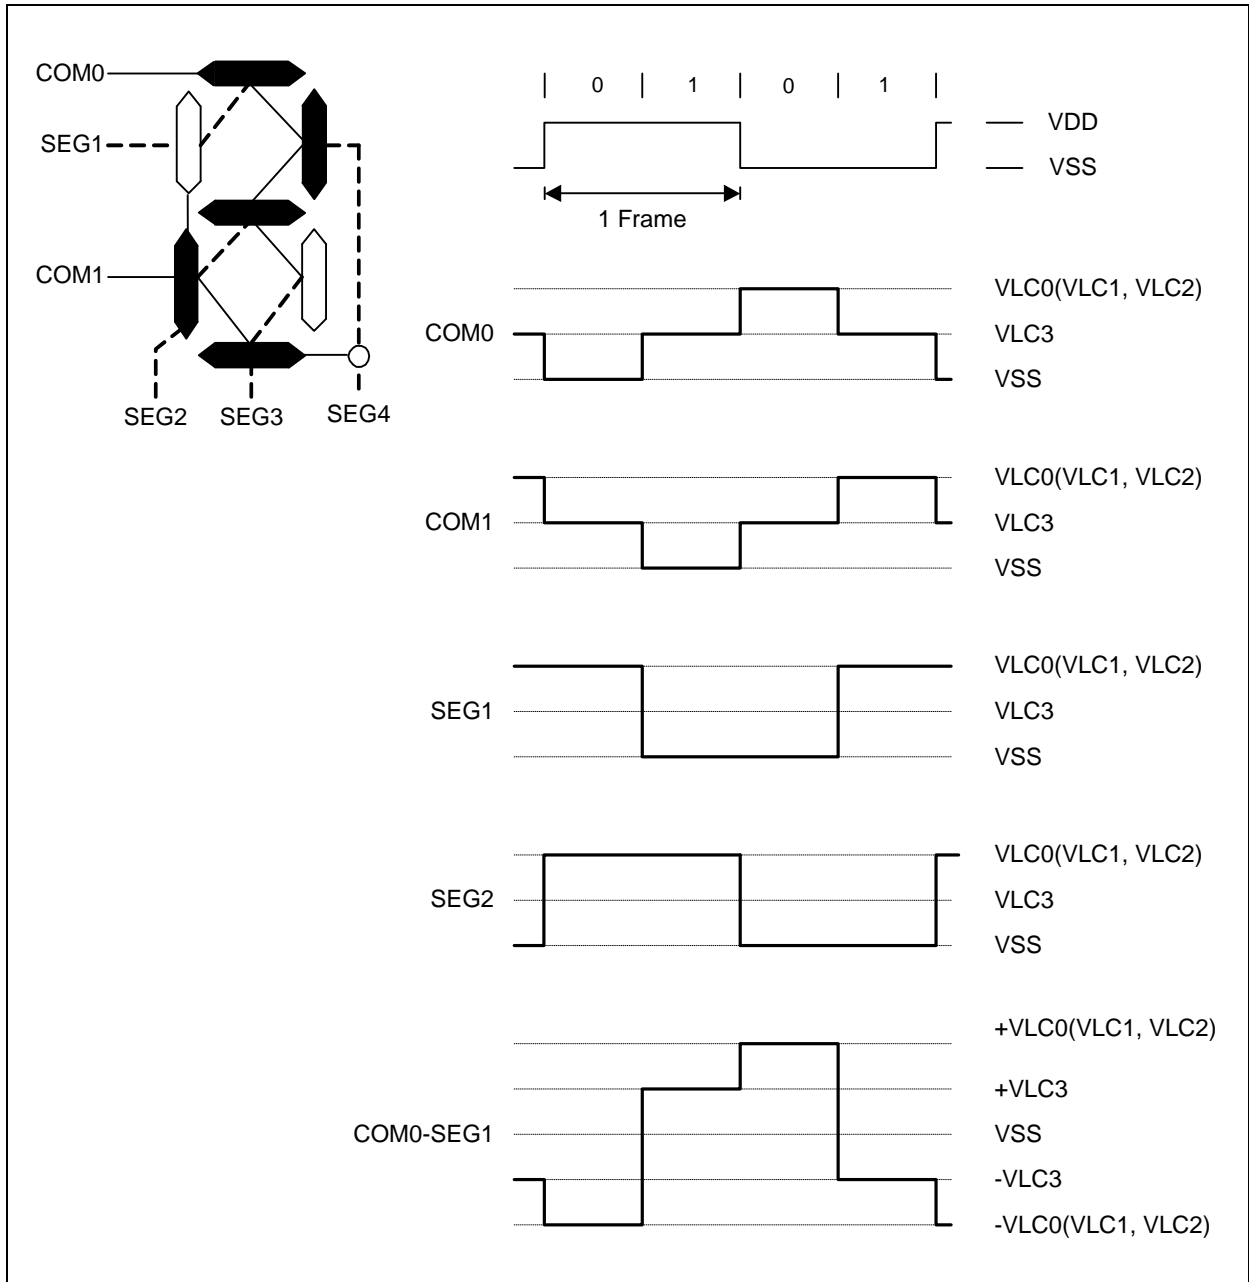 COM0
SEG1
COM1
SEG2 SEG3 SEG4
0 1 0 1
VDD
VSS
1 Frame
COM0
VLC0(VLC1, VLC2)
VLC3
VSS
COM1
VLC0(VLC1, VLC2)
VLC3
VSS
SEG1
VLC0(VLC1, VLC2)
VLC3
VSS
SEG2
VLC0(VLC1, VLC2)
VLC3
VSS
COM0-SEG1
+VLC0(VLC1, VLC2)
+VLC3
VSS
-VLC3
-VLC0(VLC1, VLC2)